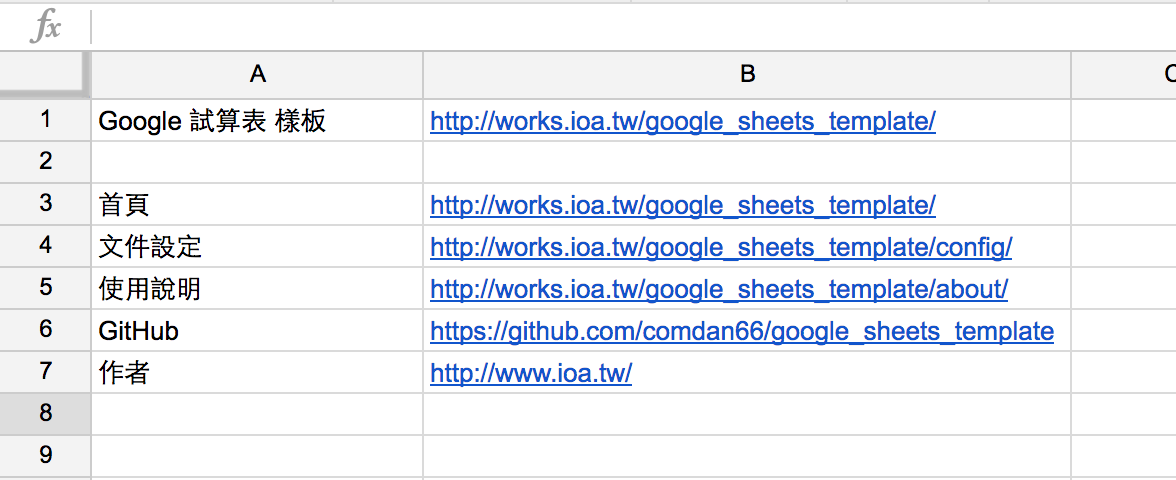 fx
A B C
1 Google 試算表 樣板 http://works.ioa.tw/google_sheets_template/
2
3 首頁 http://works.ioa.tw/google_sheets_template/
4 文件設定 http://works.ioa.tw/google_sheets_template/config/
5 使用說明 http://works.ioa.tw/google_sheets_template/about/
6 GitHub https://github.com/comdan66/google_sheets_template
7 作者 http://www.ioa.tw/
8
9